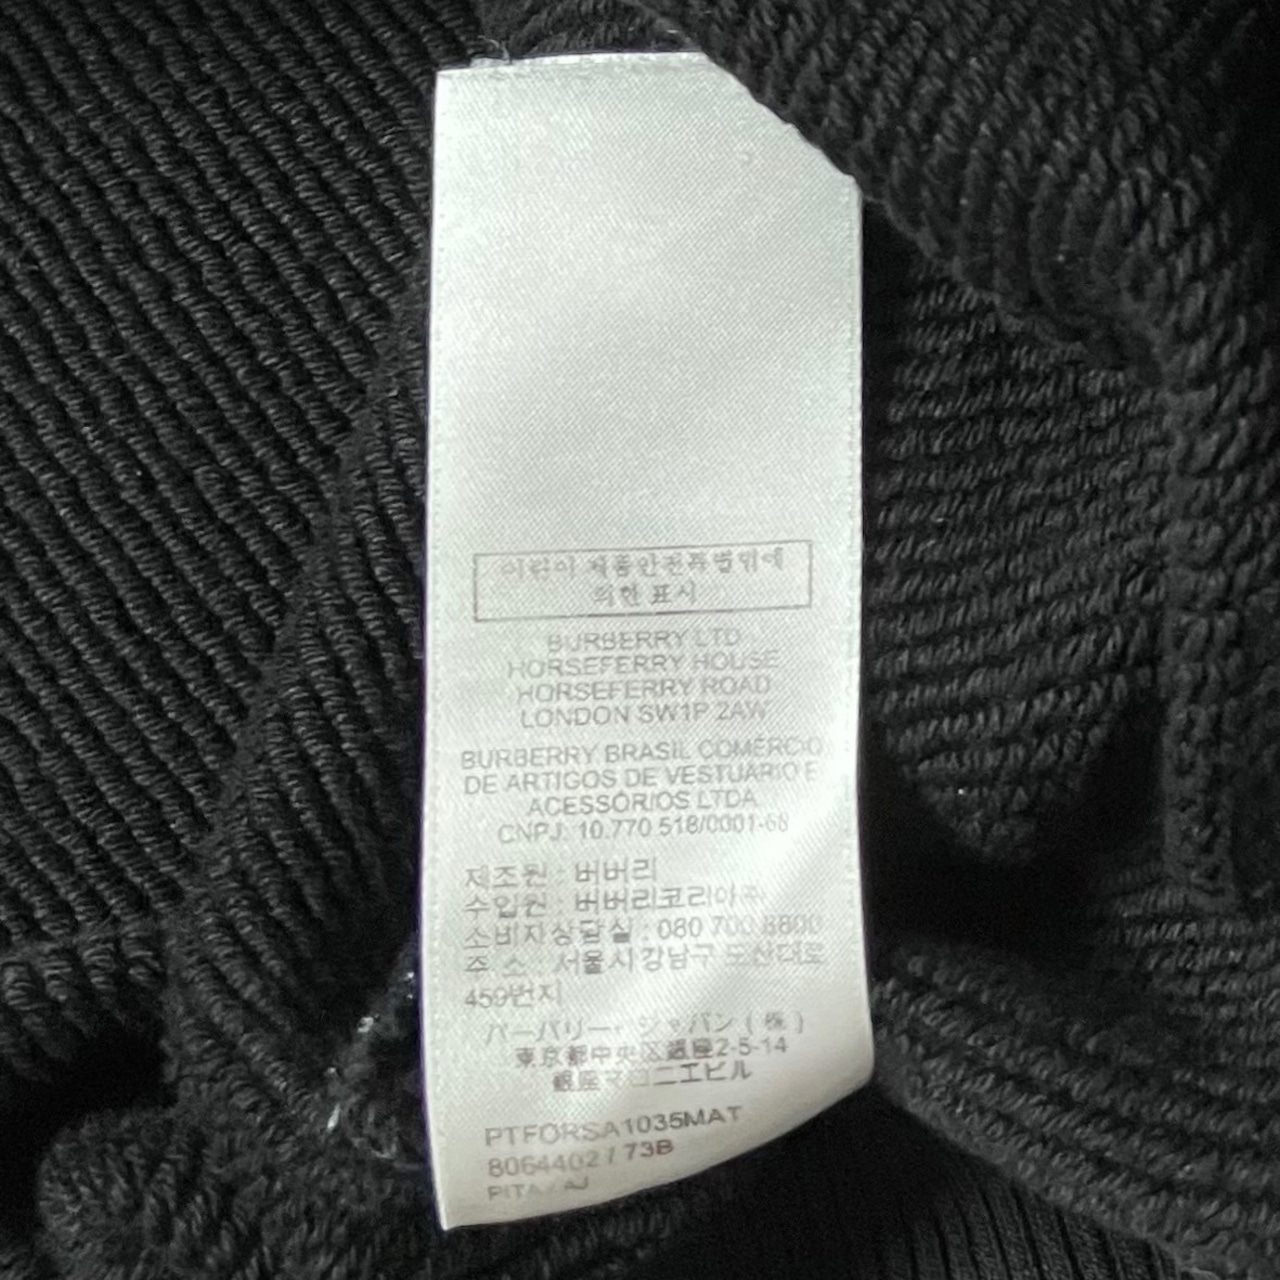 어린이 제품안전특별법에
의한 표시
BURBERRY LTD
HORSEFERRY HOUSE
HORSEFERRY ROAD
LONDON SW1P 2AW
BURBERRY BRASIL COMÉRCIO
DE ARTIGOS DE VESTUÁRIO E
ACESSÓRIOS LTDA
CNPJ: 10.770 518/0001-68
제조원 : 버버리
수입원 : 버버리코리아㈜
소비자상담실 : 080 700 8800
주 소 : 서울시강남구 도산대로
459번지
バーバリー・ジャパン(株)
東京都中央区銀座2-5-14
銀座マロニエビル
PTFORSA1035MAT
8064402 / 73B
PITA / AJ